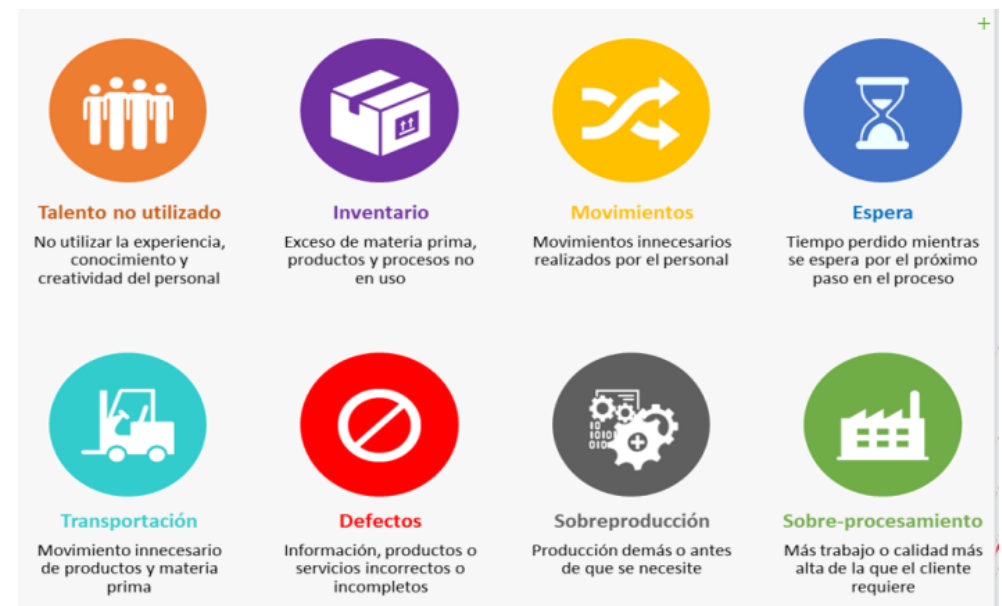 Talento no utilizado
No utilizar la experiencia,
conocimiento y
creatividad del personal
Inventario
Exceso de materia prima,
productos y procesos no
en uso
Movimientos
Movimientos innecesarios
realizados por el personal
Espera
Tiempo perdido mientras
se espera por el próximo
paso en el proceso
Transportación
Movimiento innecesario
de productos y materia
prima
Defectos
Información, productos o
servicios incorrectos o
incompletos
Sobreproducción
Producción demás o antes
de que se necesite
Sobre-procesamiento
Más trabajo o calidad más
alta de la que el cliente
requiere